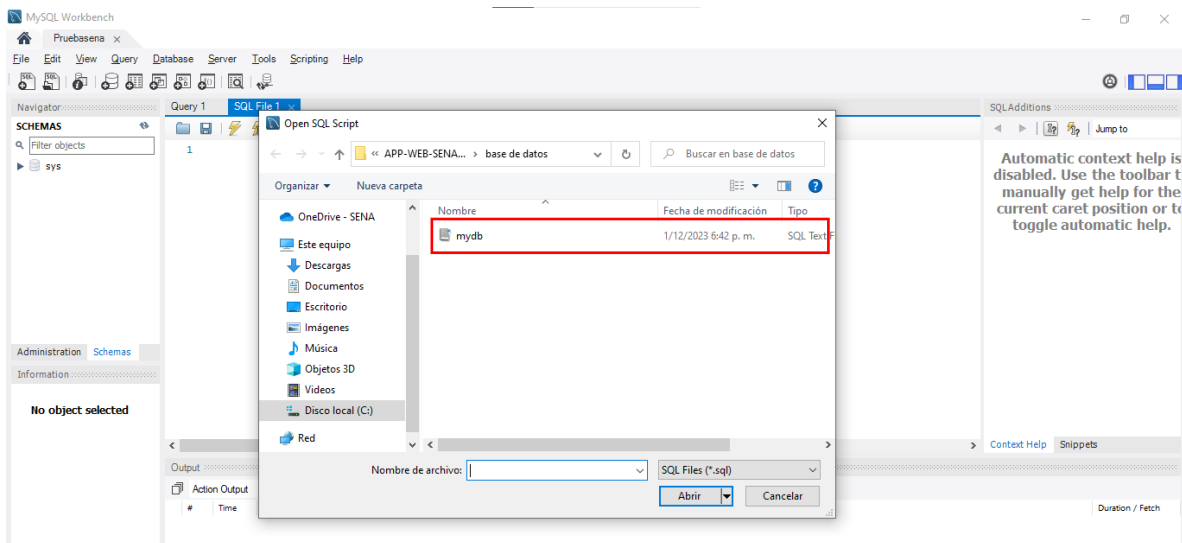 MySQL Workbench
Pruebasena
File Edit View Query Database Server Tools Scripting Help
Navigator
SCHEMAS
Filter objects
sys
Administration Schemas
Information
No object selected
Query 1 SQL File 1
1
Open SQL Script
« APP-WEB-SENA... › base de datos
Buscar en base de datos
Organizar Nueva carpeta
OneDrive - SENA
Este equipo
Descargas
Documentos
Escritorio
Imágenes
Música
Objetos 3D
Videos
Disco local (C:)
Red
Nombre Fecha de modificación Tipo
mydb 1/12/2023 6:42 p. m. SQL Text F
Nombre de archivo: SQL Files (*.sql)
Abrir Cancelar
Output
Action Output
# Time Duration / Fetch
SQLAdditions
Jump to
Automatic context help is
disabled. Use the toolbar t
manually get help for the
current caret position or to
toggle automatic help.
Context Help Snippets